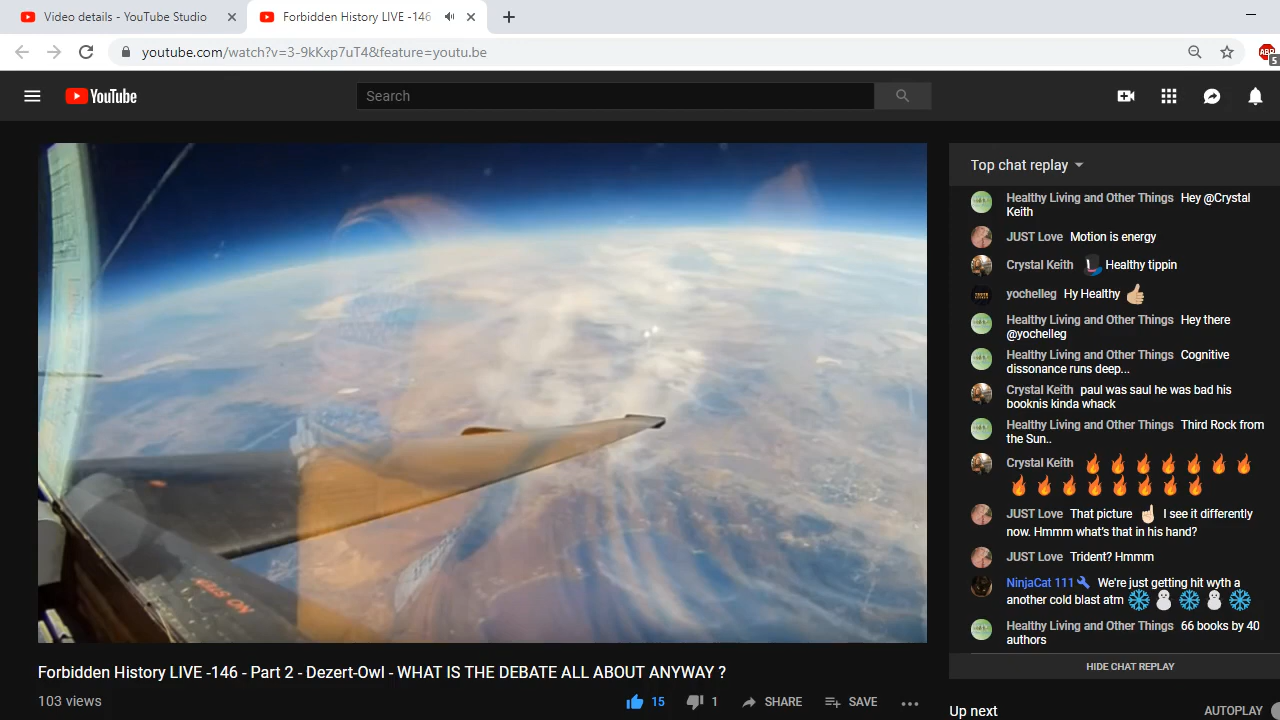 Video details - YouTube Studio
Forbidden History LIVE -146
youtube.com/watch?v=3-9kKxp7uT4&feature=youtu.be
ABP
5
YouTube
Search
Top chat replay
Healthy Living and Other Things Hey @Crystal
Keith
JUST Love Motion is energy
Crystal Keith Healthy tippin
yochelleg Hy Healthy
Healthy Living and Other Things Hey there
@yochelleg
Healthy Living and Other Things Cognitive
dissonance runs deep...
Crystal Keith paul was saul he was bad his
booknis kinda whack
Healthy Living and Other Things Third Rock from
the Sun..
Crystal Keith 🔥🔥🔥🔥🔥🔥🔥
🔥🔥🔥🔥🔥🔥🔥🔥
JUST Love That picture ☝🏻 I see it differently
now. Hmmm what's that in his hand?
JUST Love Trident? Hmmm
NinjaCat 111 We're just getting hit wyth a
another cold blast atm ❄⛄❄⛄❄
Healthy Living and Other Things 66 books by 40
authors
HIDE CHAT REPLAY
NO STEP
Forbidden History LIVE -146 - Part 2 - Dezert-Owl - WHAT IS THE DEBATE ALL ABOUT ANYWAY ?
103 views
15
1
SHARE
SAVE
Up next
AUTOPLAY